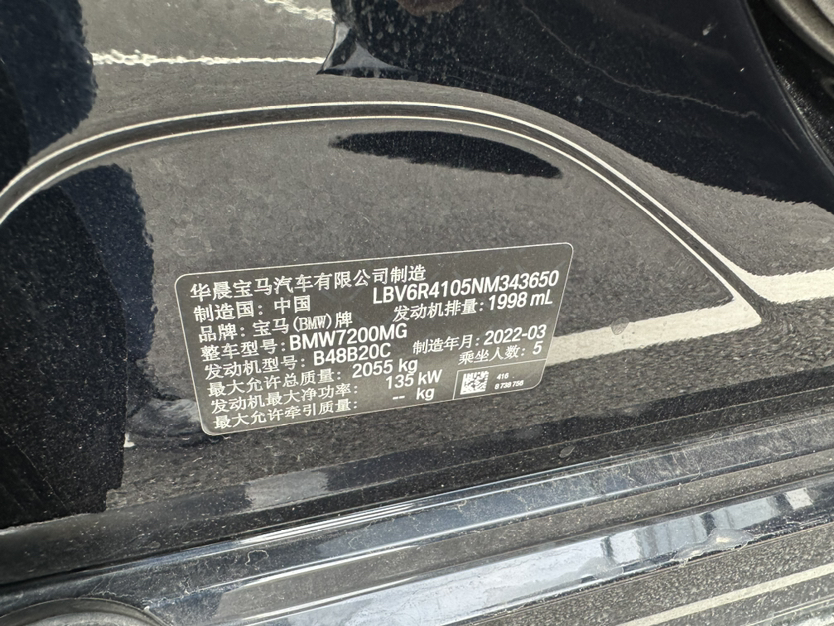 华晨宝马汽车有限公司制造
制造国：中国 LBV6R4105NM343650
品牌：宝马(BMW)牌 发动机排量：1998 mL
整车型号：BMW7200MG
发动机型号：B48B20C 制造年月：2022-03
最大允许总质量：2055 kg 乘坐人数：5
发动机最大净功率：135 kW
最大允许牵引质量：-- kg
416
8 738 758